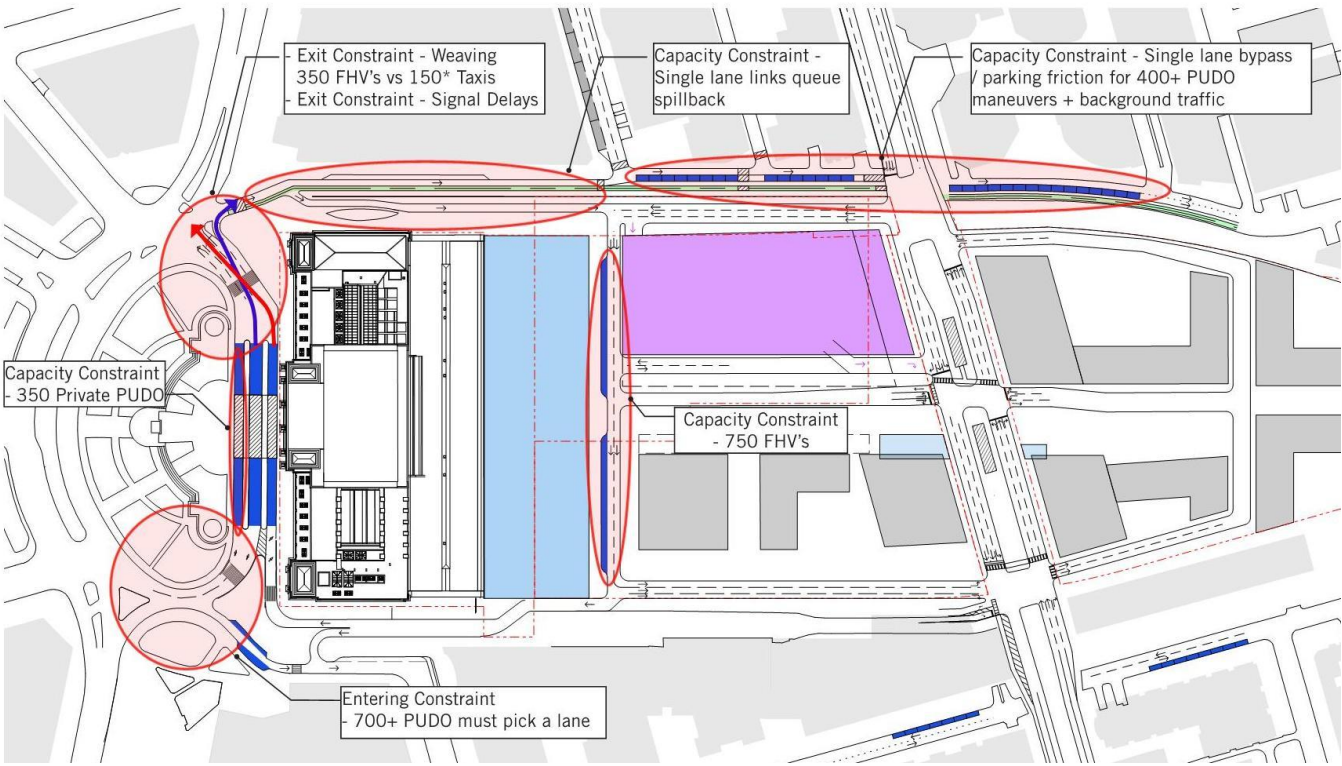 - Exit Constraint - Weaving
350 FHV's vs 150* Taxis
- Exit Constraint - Signal Delays
Capacity Constraint -
Single lane links queue
spillback
Capacity Constraint - Single lane bypass
/ parking friction for 400+ PUDO
maneuvers + background traffic
Capacity Constraint
- 350 Private PUDO
Capacity Constraint
- 750 FHV's
Entering Constraint
- 700+ PUDO must pick a lane